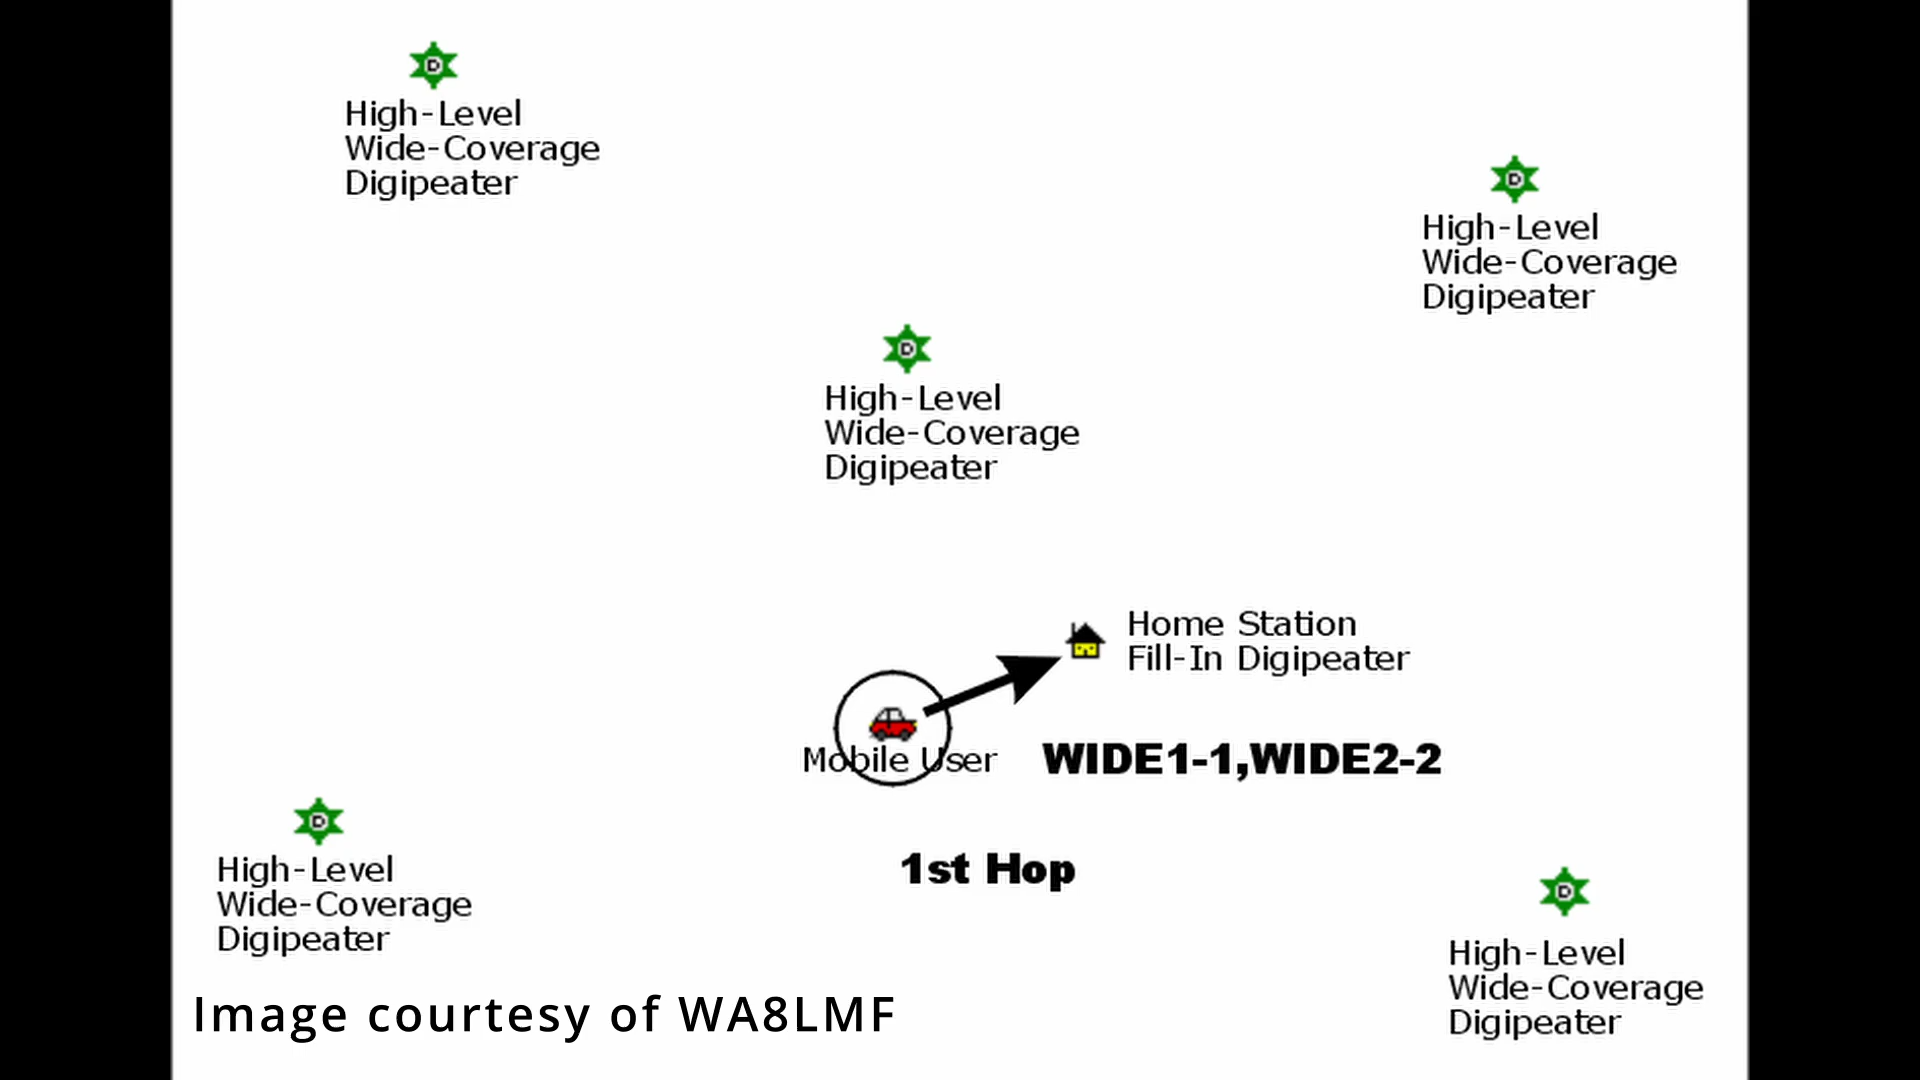 D
High-Level
Wide-Coverage
Digipeater
D
High-Level
Wide-Coverage
Digipeater
D
High-Level
Wide-Coverage
Digipeater
Home Station
Fill-In Digipeater
Mobile User
WIDE1-1,WIDE2-2
1st Hop
D
High-Level
Wide-Coverage
Digipeater
D
High-Level
Wide-Coverage
Digipeater
Image courtesy of WA8LMF